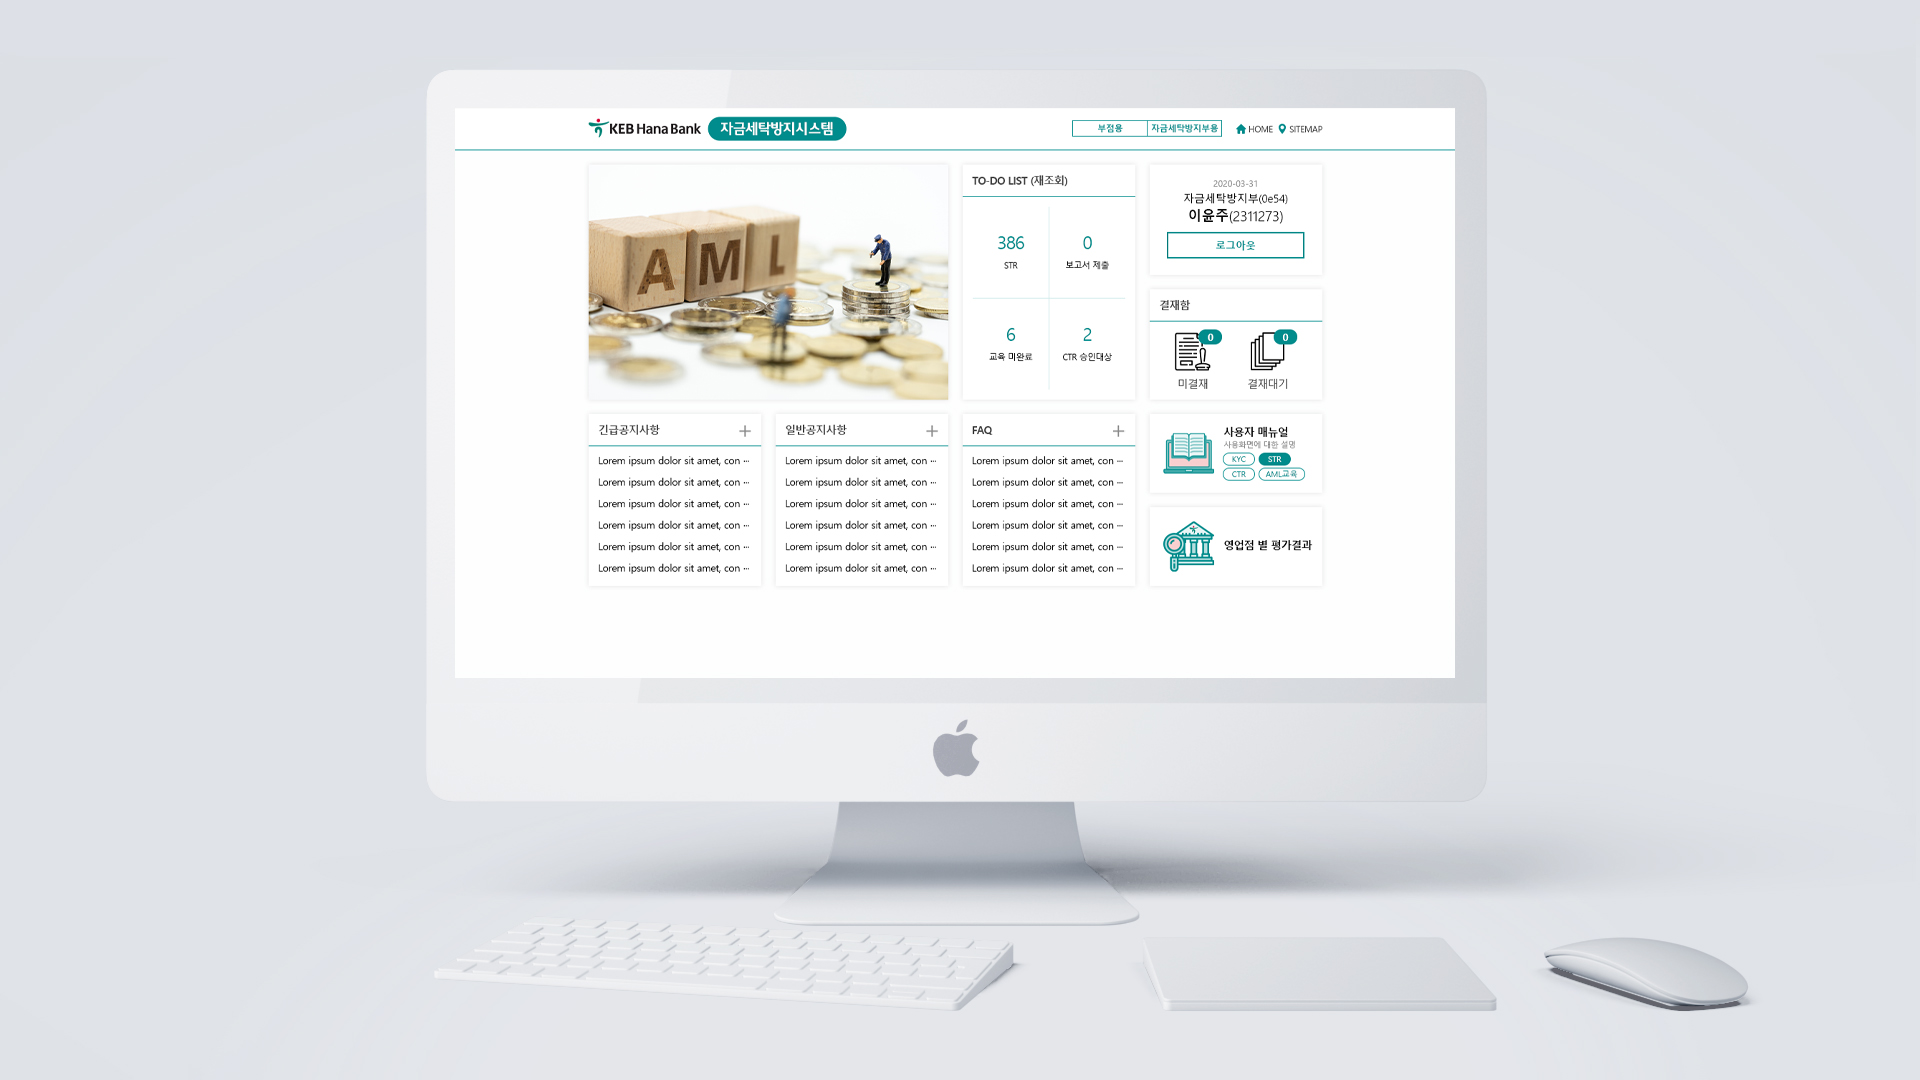 KEB Hana Bank 자금세탁방지시스템
부점용 자금세탁방지부용 HOME SITEMAP
AML
TO-DO LIST (재조회)
386 0
STR 보고서 제출
6 2
교육 미완료 CTR 승인대상
2020-03-31
자금세탁방지부(0e54)
이윤주(2311273)
로그아웃
결재함
0 0
미결재 결재대기
긴급공지사항
Lorem ipsum dolor sit amet, con ···
Lorem ipsum dolor sit amet, con ···
Lorem ipsum dolor sit amet, con ···
Lorem ipsum dolor sit amet, con ···
Lorem ipsum dolor sit amet, con ···
Lorem ipsum dolor sit amet, con ···
일반공지사항
Lorem ipsum dolor sit amet, con ···
Lorem ipsum dolor sit amet, con ···
Lorem ipsum dolor sit amet, con ···
Lorem ipsum dolor sit amet, con ···
Lorem ipsum dolor sit amet, con ···
Lorem ipsum dolor sit amet, con ···
FAQ
Lorem ipsum dolor sit amet, con ···
Lorem ipsum dolor sit amet, con ···
Lorem ipsum dolor sit amet, con ···
Lorem ipsum dolor sit amet, con ···
Lorem ipsum dolor sit amet, con ···
Lorem ipsum dolor sit amet, con ···
사용자 매뉴얼
사용화면에 대한 설명
KYC STR
CTR AML교육
영업점 별 평가결과